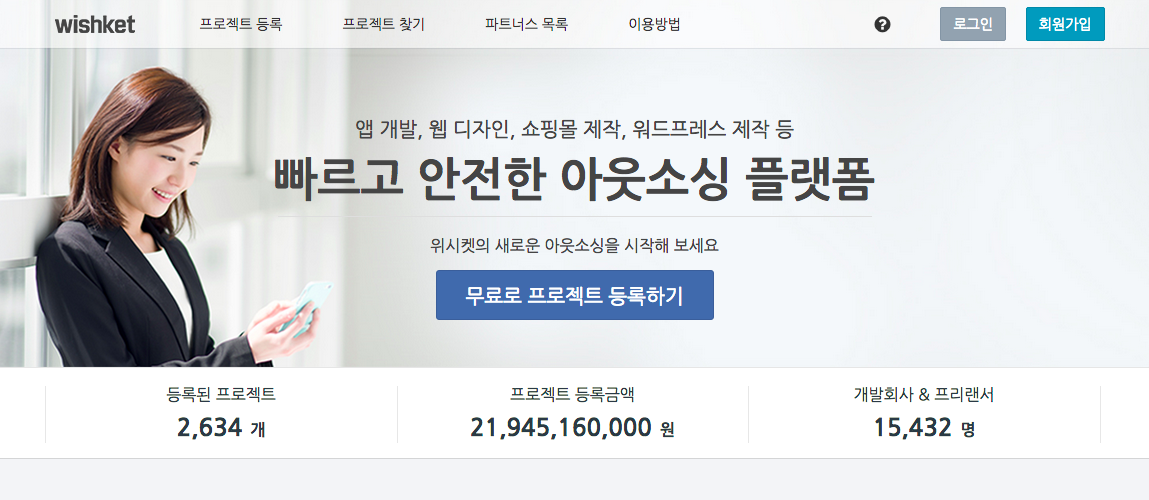 wishket 프로젝트 등록 프로젝트 찾기 파트너스 목록 이용방법 ? 로그인 회원가입
앱 개발, 웹 디자인, 쇼핑몰 제작, 워드프레스 제작 등
빠르고 안전한 아웃소싱 플랫폼
위시켓의 새로운 아웃소싱을 시작해 보세요
무료로 프로젝트 등록하기
등록된 프로젝트 프로젝트 등록금액 개발회사 & 프리랜서
2,634 개 21,945,160,000 원 15,432 명